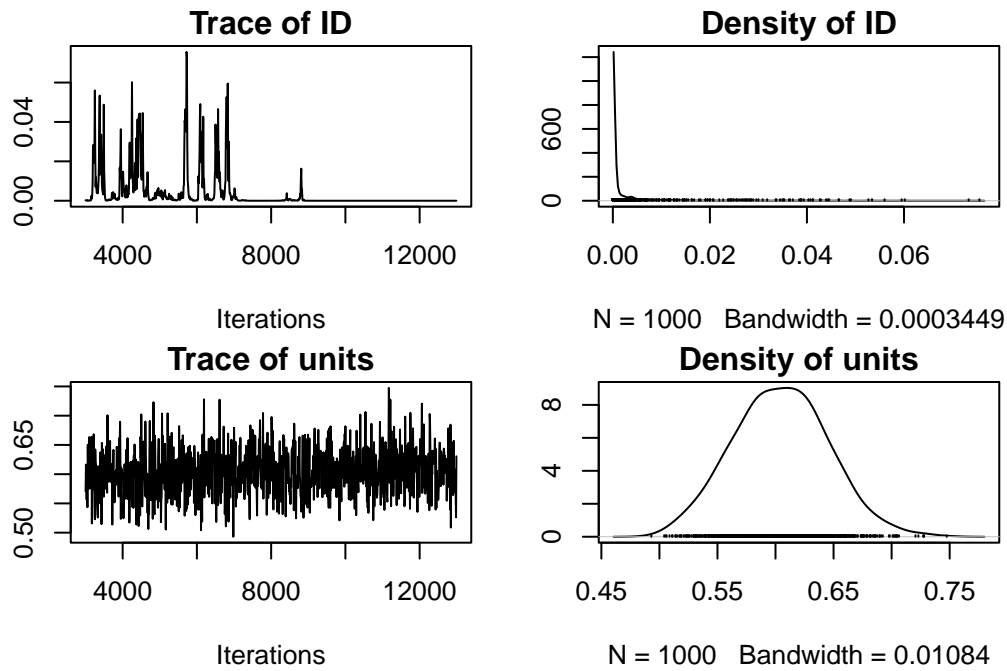 Trace of ID
0.00 0.04
4000 8000 12000
Iterations
Density of ID
0 600
0.00 0.02 0.04 0.06
N = 1000 Bandwidth = 0.0003449
Trace of units
0.50 0.65
4000 8000 12000
Iterations
Density of units
0 4 8
0.45 0.55 0.65 0.75
N = 1000 Bandwidth = 0.01084